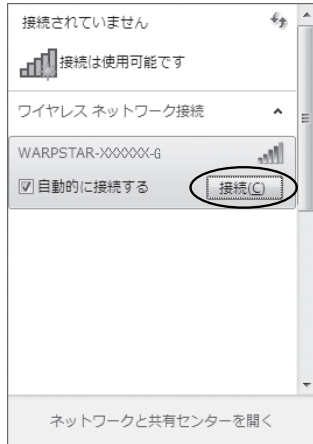 接続されていません
接続は使用可能です
ワイヤレス ネットワーク接続
WARPSTAR-XXXXXX-G
自動的に接続する 接続(C)
ネットワークと共有センターを開く